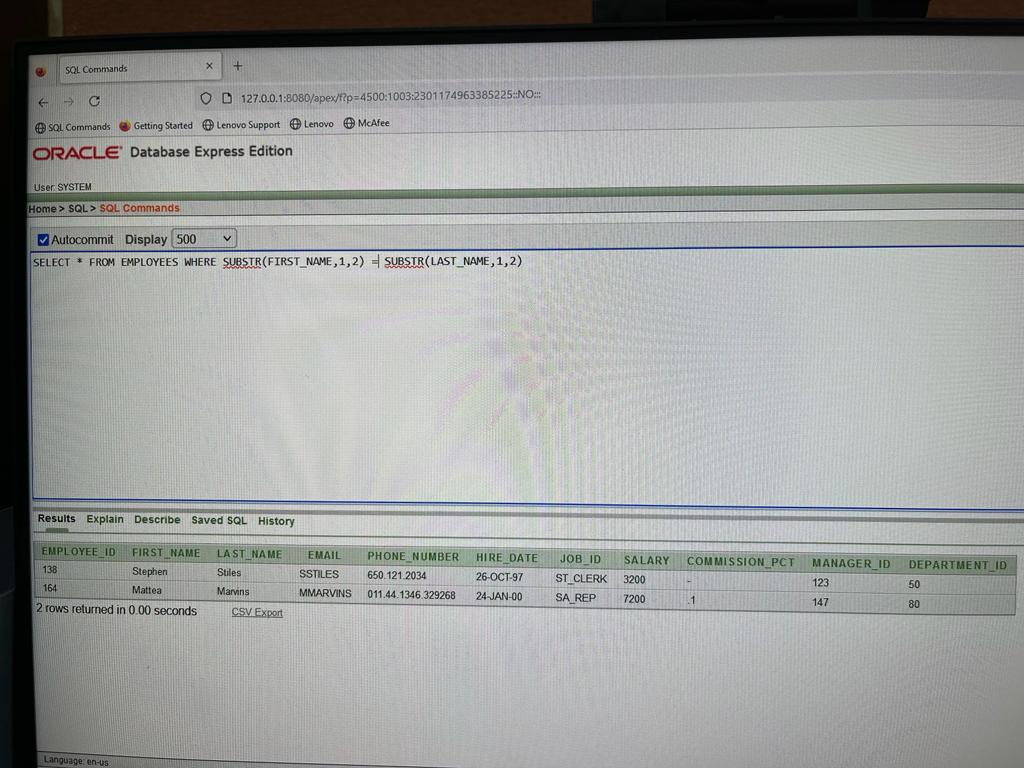 SQL Commands
127.0.0.1:8080/apex/f?p=4500:1003:2301174963385225::NO:::
SQL Commands Getting Started Lenovo Support Lenovo McAfee
ORACLE Database Express Edition
User: SYSTEM
Home > SQL > SQL Commands
Autocommit Display 500
SELECT * FROM EMPLOYEES WHERE SUBSTR(FIRST_NAME,1,2) = SUBSTR(LAST_NAME,1,2)
Results Explain Describe Saved SQL History
EMPLOYEE_ID FIRST_NAME LAST_NAME EMAIL PHONE_NUMBER HIRE_DATE JOB_ID SALARY COMMISSION_PCT MANAGER_ID DEPARTMENT_ID
138 Stephen Stiles SSTILES 650.121.2034 26-OCT-97 ST_CLERK 3200 - 123 50
164 Mattea Marvins MMARVINS 011.44.1346.329268 24-JAN-00 SA_REP 7200 .1 147 80
2 rows returned in 0.00 seconds CSV Export
Language: en-us